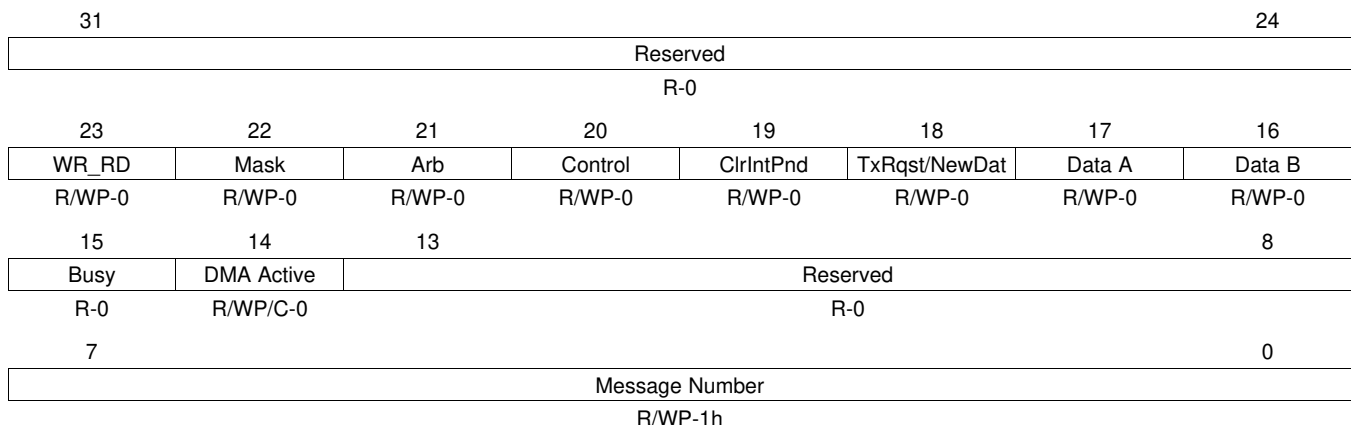 31 24
Reserved
R-0
23 22 21 20 19 18 17 16
WR_RD Mask Arb Control ClrIntPnd TxRqst/NewDat Data A Data B
R/WP-0 R/WP-0 R/WP-0 R/WP-0 R/WP-0 R/WP-0 R/WP-0 R/WP-0
15 14 13 8
Busy DMA Active Reserved
R-0 R/WP/C-0 R-0
7 0
Message Number
R/WP-1h